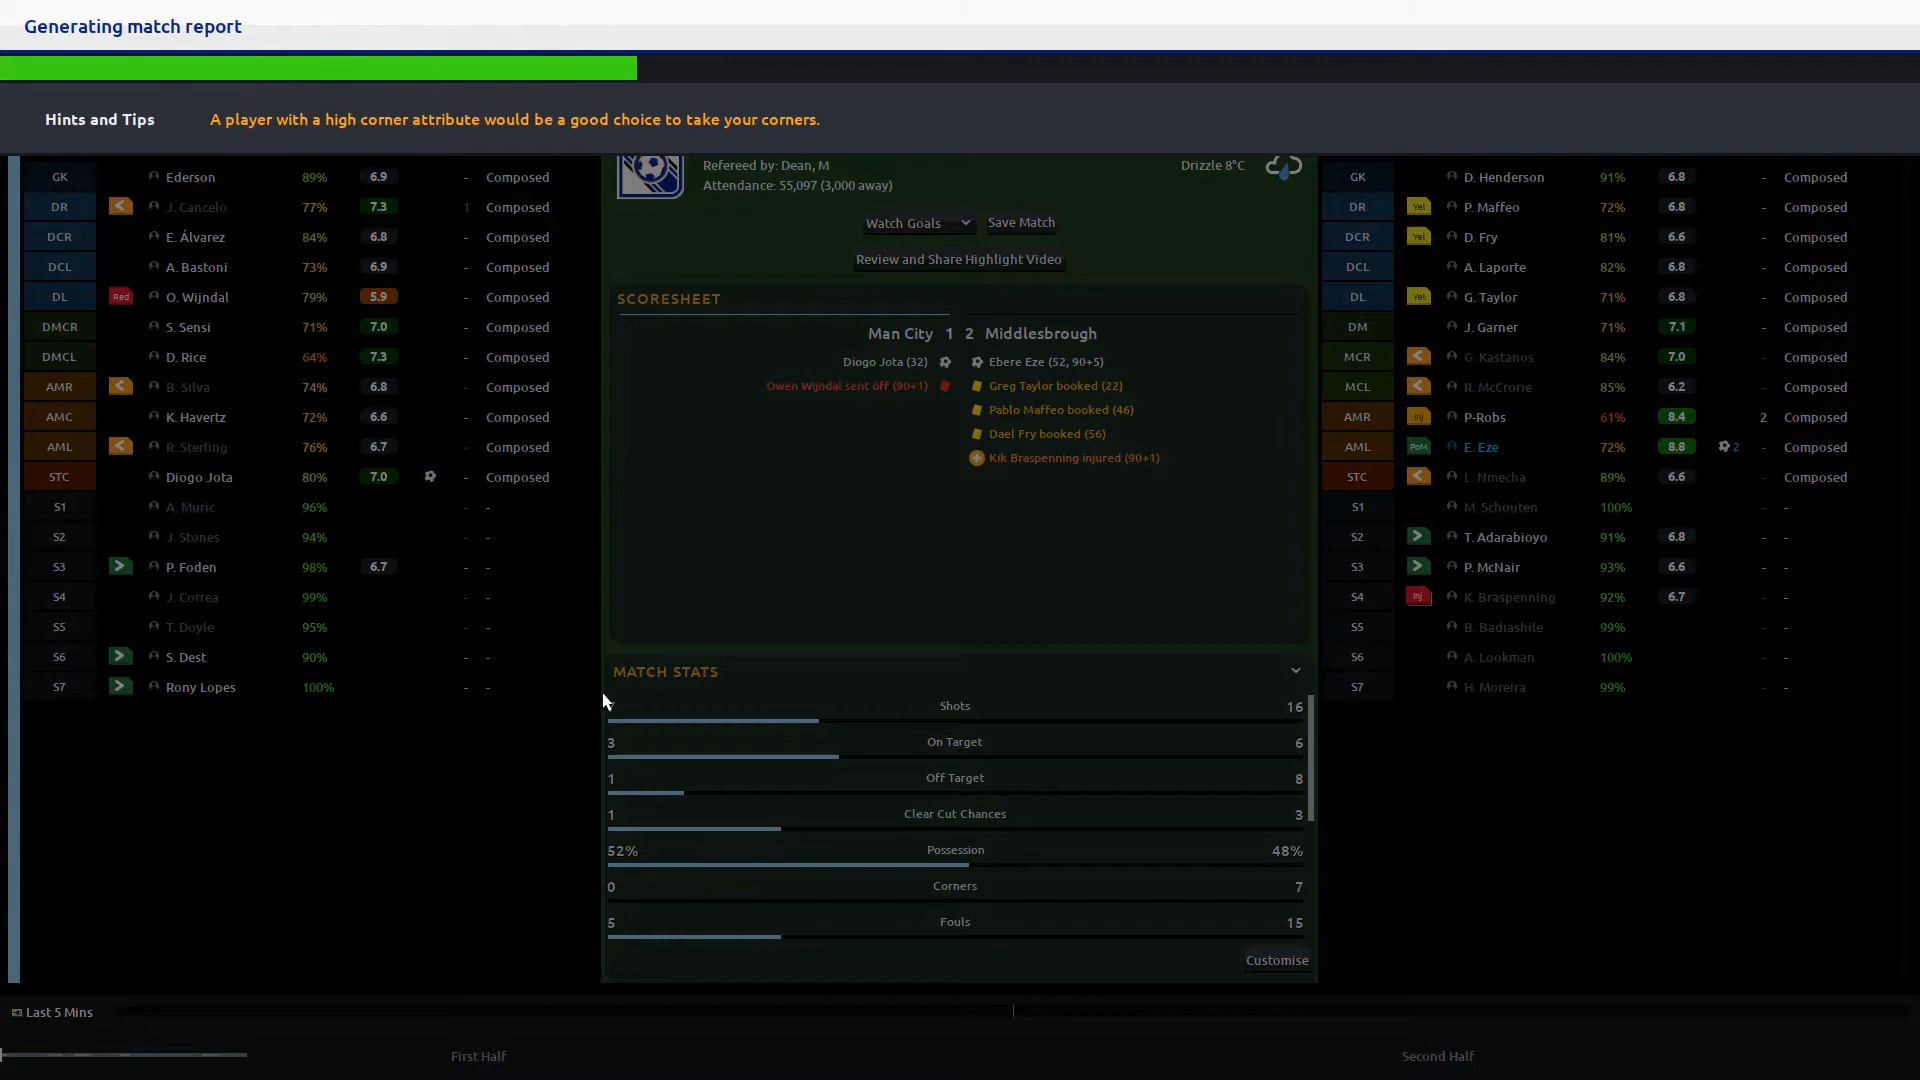 Generating match report
Hints and Tips A player with a high corner attribute would be a good choice to take your corners.
Refereed by: Dean, M
Attendance: 55,097 (3,000 away)
Drizzle 8°C
Watch Goals Save Match
Review and Share Highlight Video
GK Ederson 89% 6.9 - Composed
DR J. Cancelo 77% 7.3 1 Composed
DCR E. Álvarez 84% 6.8 - Composed
DCL A. Bastoni 73% 6.9 - Composed
DL Red O. Wijndal 79% 5.9 - Composed
DMCR S. Sensi 71% 7.0 - Composed
DMCL D. Rice 64% 7.3 - Composed
AMR B. Silva 74% 6.8 - Composed
AMC K. Havertz 72% 6.6 - Composed
AML R. Sterling 76% 6.7 - Composed
STC Diogo Jota 80% 7.0 - Composed
S1 A. Muric 96% - -
S2 J. Stones 94% - -
S3 P. Foden 98% 6.7 - -
S4 J. Correa 99% - -
S5 T. Doyle 95% - -
S6 S. Dest 90% - -
S7 Rony Lopes 100% - -
SCORESHEET
Man City 1 2 Middlesbrough
Diogo Jota (32) Ebere Eze (52, 90+5)
Owen Wijndal sent off (90+1) Greg Taylor booked (22)
Pablo Maffeo booked (46)
Dael Fry booked (56)
Kik Braspenning injured (90+1)
MATCH STATS
Shots 16
3 On Target 6
1 Off Target 8
1 Clear Cut Chances 3
52% Possession 48%
0 Corners 7
5 Fouls 15
Customise
GK D. Henderson 91% 6.8 - Composed
DR Yel P. Maffeo 72% 6.8 - Composed
DCR Yel D. Fry 81% 6.6 - Composed
DCL A. Laporte 82% 6.8 - Composed
DL Yel G. Taylor 71% 6.8 - Composed
DM J. Garner 71% 7.1 - Composed
MCR G. Kastanos 84% 7.0 - Composed
MCL R. McCrorie 85% 6.2 - Composed
AMR Inj P-Robs 61% 8.4 2 Composed
AML PoM E. Eze 72% 8.8 2 - Composed
STC L. Nmecha 89% 6.6 - Composed
S1 M. Schouten 100% - -
S2 T. Adarabioyo 91% 6.8 - -
S3 P. McNair 93% 6.6 - -
S4 Inj K. Braspenning 92% 6.7 - -
S5 B. Badiashile 99% - -
S6 A. Lookman 100% - -
S7 H. Moreira 99% - -
Last 5 Mins
First Half Second Half